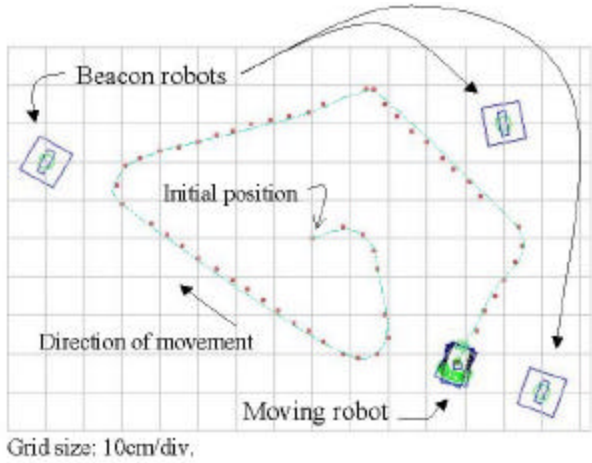 Beacon robots
Initial position
Direction of movement
Moving robot
Grid size: 10cm/div.